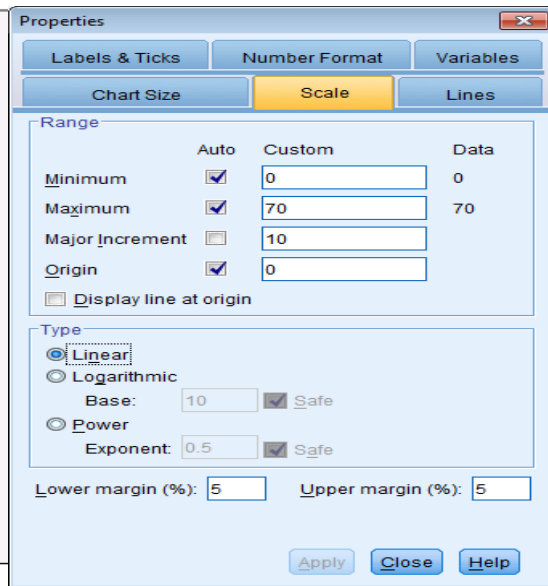 Properties
Labels & Ticks Number Format Variables
Chart Size Scale Lines
Range
Auto Custom Data
Minimum 0 0
Maximum 70 70
Major Increment 10
Origin 0
Display line at origin
Type
Linear
Logarithmic
Base: 10 Safe
Power
Exponent: 0.5 Safe
Lower margin (%): 5 Upper margin (%): 5
Apply Close Help